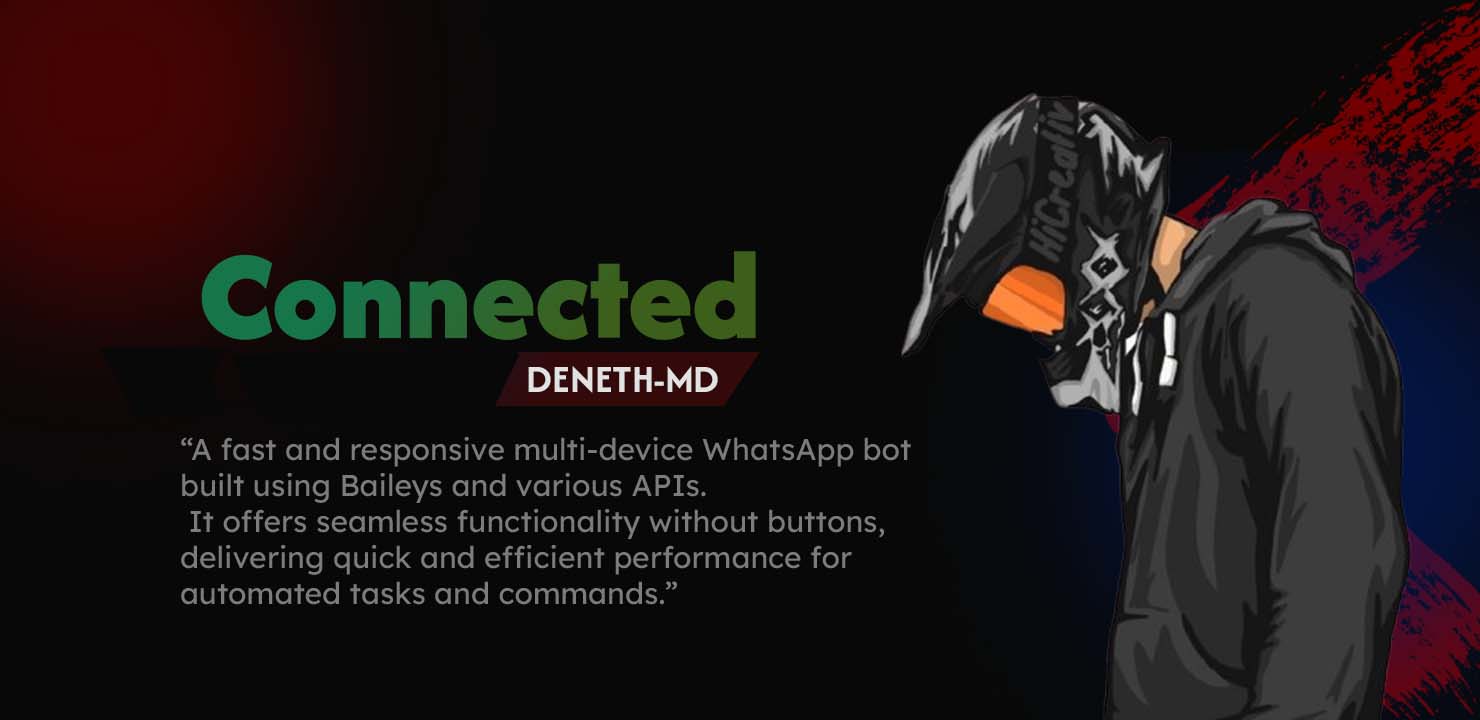 HiCreativ
Connected
DENETH-MD
“A fast and responsive multi-device WhatsApp bot
built using Baileys and various APIs.
It offers seamless functionality without buttons,
delivering quick and efficient performance for
automated tasks and commands.”